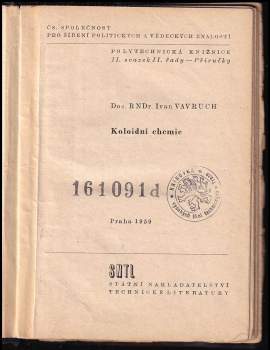 ČS. SPOLEČNOST
PRO ŠÍŘENÍ POLITICKÝCH A VĚDECKÝCH ZNALOSTÍ
POLYTECHNICKÁ KNIŽNICE
II. svazek II. řady — Příručky
Doc. RNDr. Ivan VAVRUCH
Koloidní chemie
161091d
Praha 1959
SNTL
STÁTNÍ NAKLADATELSTVÍ
TECHNICKÉ LITERATURY